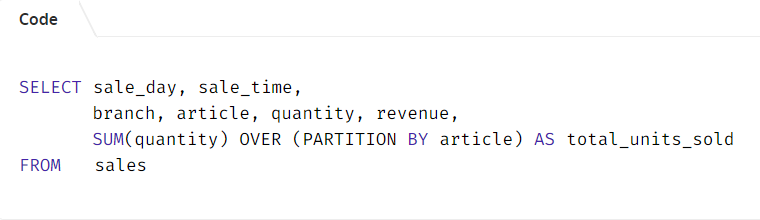 Code
SELECT sale_day, sale_time,
branch, article, quantity, revenue,
SUM(quantity) OVER (PARTITION BY article) AS total_units_sold
FROM sales